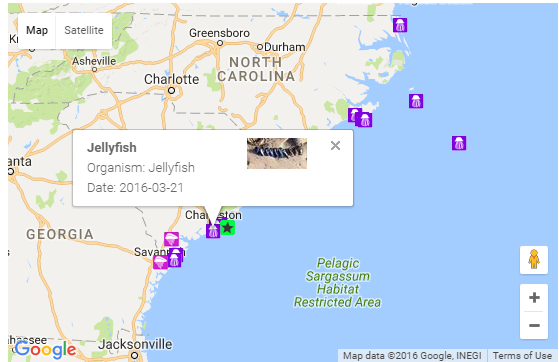 Map
Satellite
Greensboro
Durham
Asheville
NORTH
CAROLINA
Charlotte
Jellyfish
Organism: Jellyfish
Date: 2016-03-21
anta
Charleston
GEORGIA
Savannah
Pelagic
Sargassum
Habitat
Restricted Area
Jacksonville
Google
Map data ©2016 Google, INEGI
Terms of Use